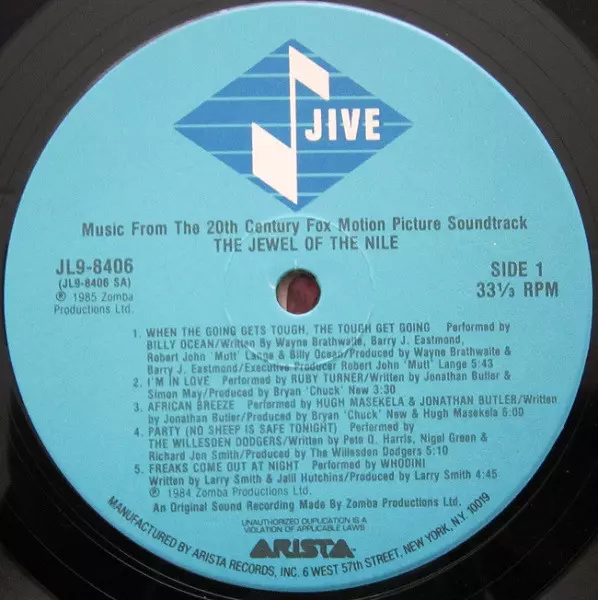 JIVE
Music From The 20th Century Fox Motion Picture Soundtrack
THE JEWEL OF THE NILE
JL9-8406
(JL9-8406 SA)
℗ 1985 Zomba
Productions Ltd.
SIDE 1
33⅓ RPM
1. WHEN THE GOING GETS TOUGH, THE TOUGH GET GOING Performed by
BILLY OCEAN/Written By Wayne Brathwaite, Barry J. Eastmond,
Robert John 'Mutt' Lange & Billy Ocean/Produced by Wayne Brathwaite &
Barry J. Eastmond/Executive Producer Robert John 'Mutt' Lange 5:43
2. I'M IN LOVE Performed by RUBY TURNER/Written by Jonathan Butler &
Simon May/Produced by Bryan 'Chuck' New 3:30
3. AFRICAN BREEZE Performed by HUGH MASEKELA & JONATHAN BUTLER/Written
by Jonathan Butler/Produced by Bryan 'Chuck' New & Hugh Masekela 6:00
4. PARTY (NO SHEEP IS SAFE TONIGHT) Performed by
THE WILLESDEN DODGERS/Written by Pete Q. Harris, Nigel Green &
Richard Jon Smith/Produced by The Willesden Dodgers 5:10
5. FREAKS COME OUT AT NIGHT Performed by WHODINI
Written by Larry Smith & Jalil Hutchins/Produced by Larry Smith 4:45
℗ 1984 Zomba Productions Ltd.
An Original Sound Recording Made By Zomba Productions Ltd.
UNAUTHORIZED DUPLICATION IS A
VIOLATION OF APPLICABLE LAWS
ARISTA
MANUFACTURED BY ARISTA RECORDS, INC. 6 WEST 57th STREET, NEW YORK, N.Y. 10019